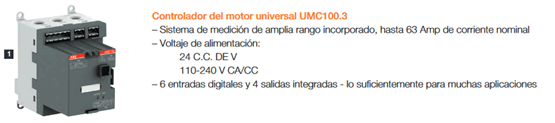 Controlador del motor universal UMC100.3
– Sistema de medición de amplia rango incorporado, hasta 63 Amp de corriente nominal
– Voltaje de alimentación:
24 C.C. DE V
110-240 V CA/CC
– 6 entradas digitales y 4 salidas integradas - lo suficientemente para muchas aplicaciones
1
ABB